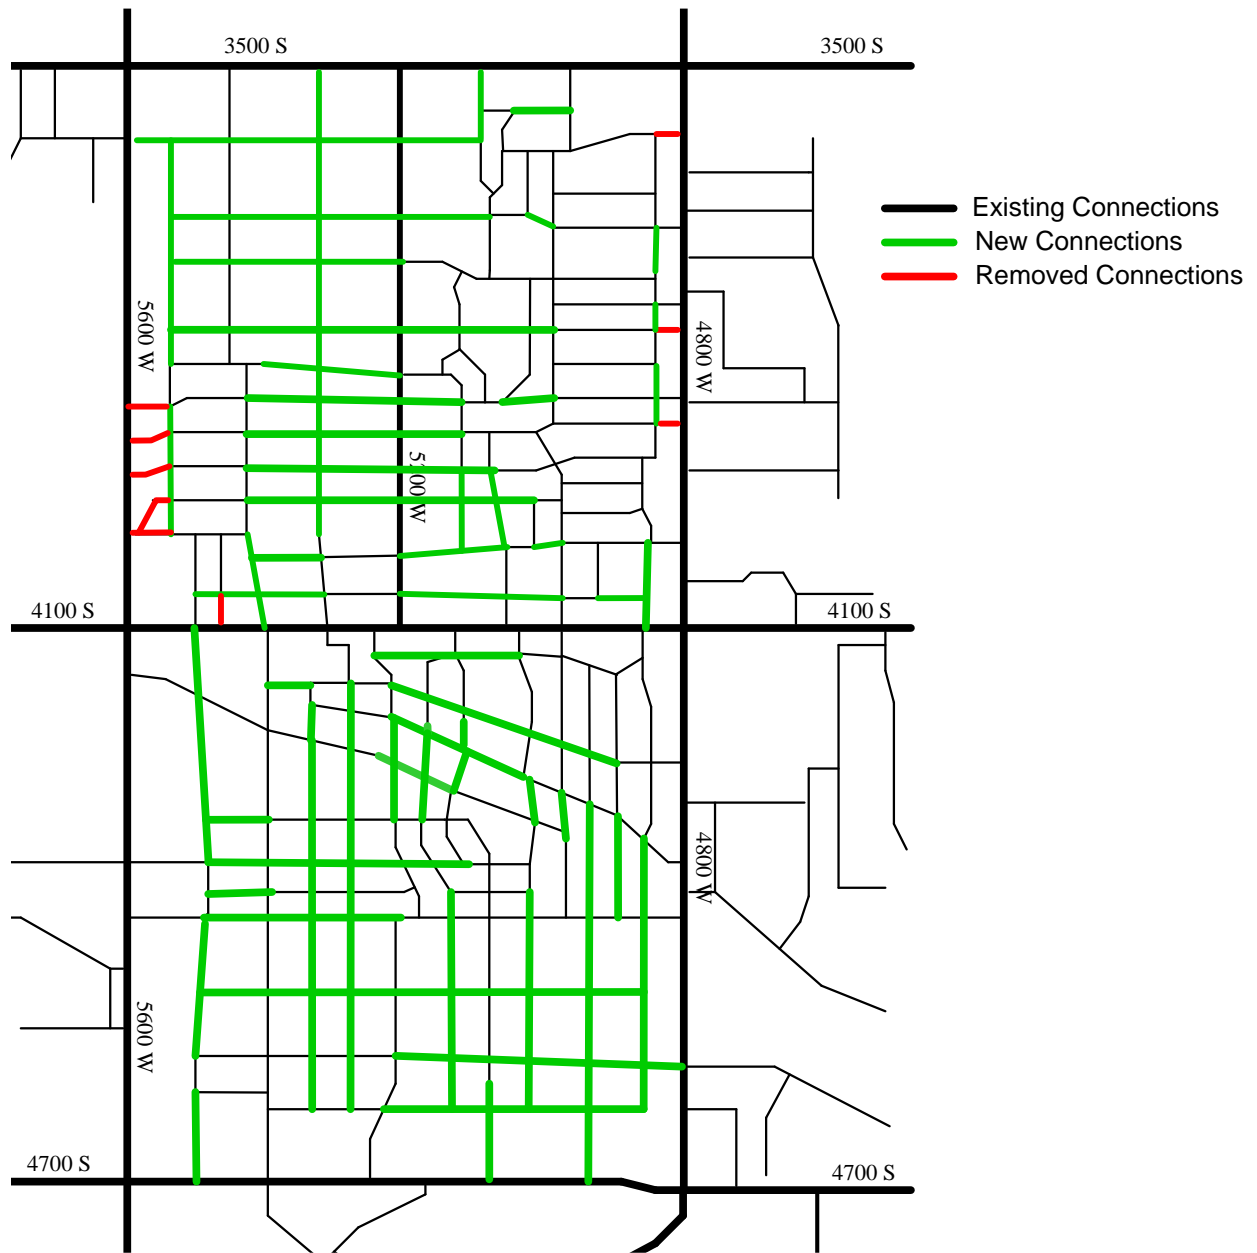 3500 S
3500 S
Existing Connections
New Connections
Removed Connections
5600 W
4800 W
5200 W
4100 S
4100 S
4800 W
5600 W
4700 S
4700 S